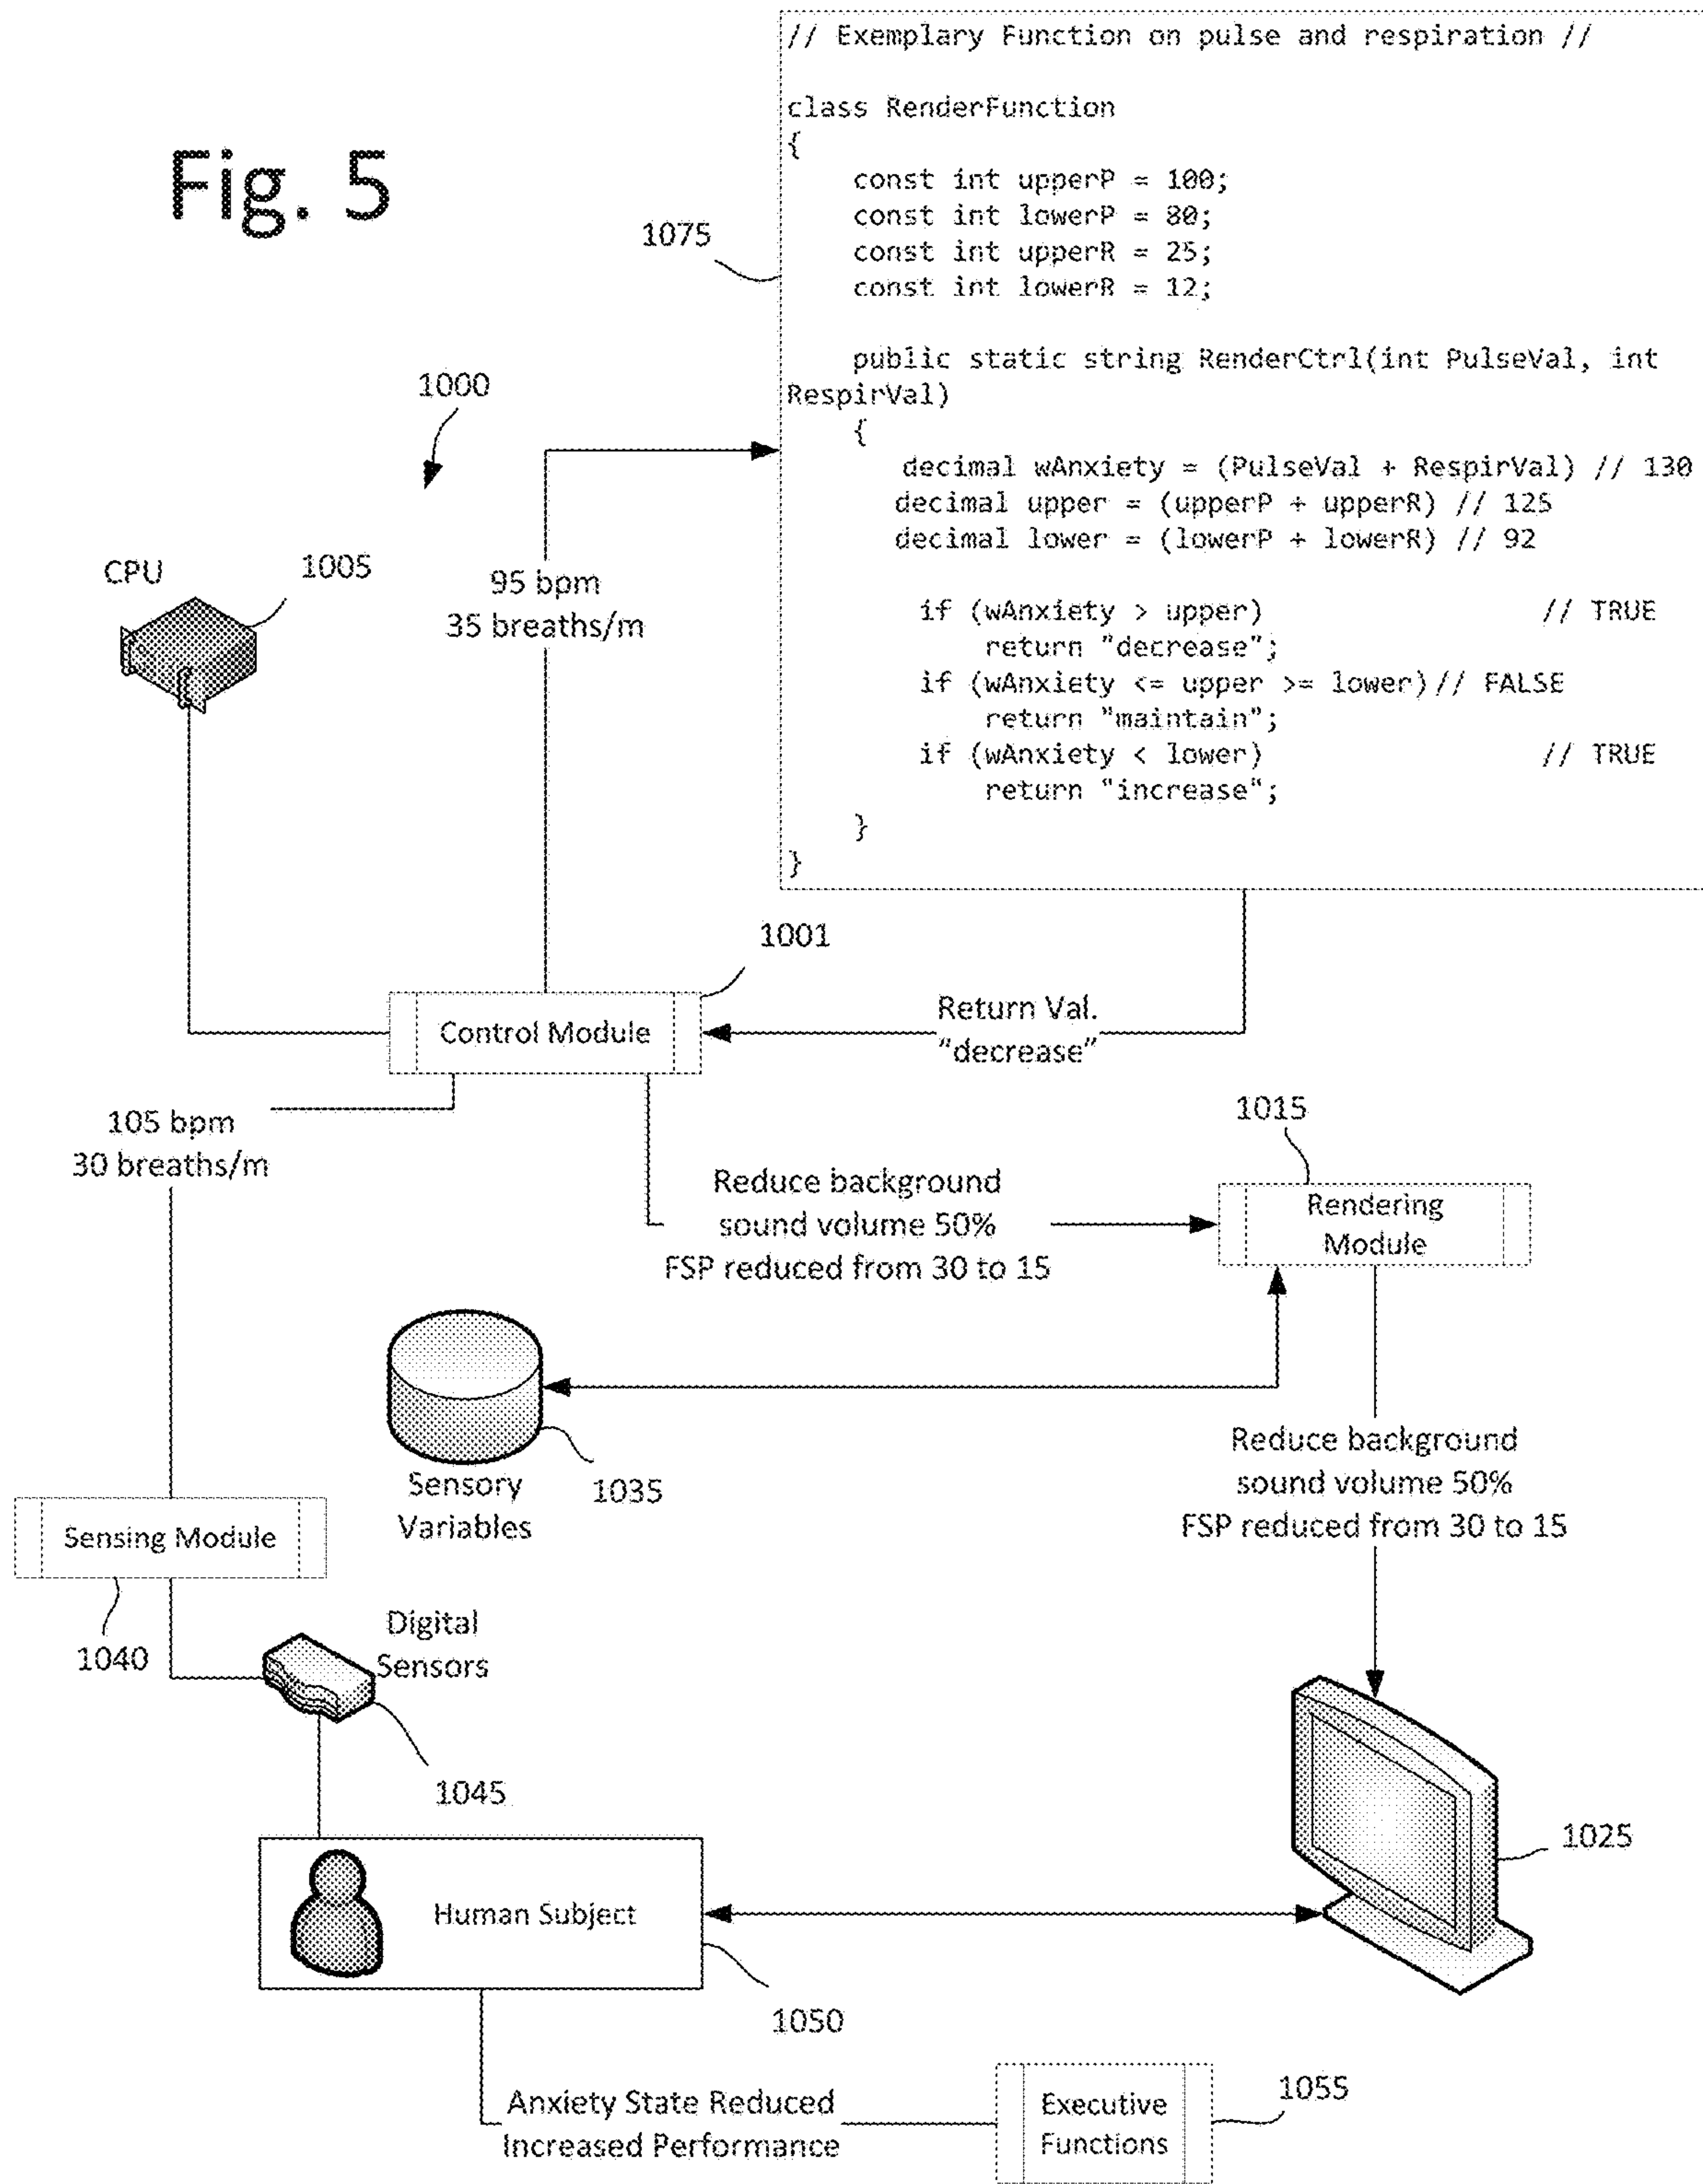 Fig. 5
// Exemplary Function on pulse and respiration //
class RenderFunction
{
const int upperP = 100;
const int lowerP = 80;
const int upperR = 25;
const int lowerR = 12;
public static string RenderCtrl(int PulseVal, int
RespirVal)
{
decimal wAnxiety = (PulseVal + RespirVal) // 130
decimal upper = (upperP + upperR) // 125
decimal lower = (lowerP + lowerR) // 92
if (wAnxiety > upper) // TRUE
return "decrease";
if (wAnxiety <= upper >= lower)// FALSE
return "maintain";
if (wAnxiety < lower) // TRUE
return "increase";
}
}
1075
1000
CPU
1005
95 bpm
35 breaths/m
1001
Control Module
Return Val.
“decrease”
105 bpm
30 breaths/m
Reduce background
sound volume 50%
FSP reduced from 30 to 15
1015
Rendering
Module
Sensory
Variables
1035
Reduce background
sound volume 50%
FSP reduced from 30 to 15
Sensing Module
1040
Digital
Sensors
1045
Human Subject
1050
1025
Anxiety State Reduced
Increased Performance
Executive
Functions
1055